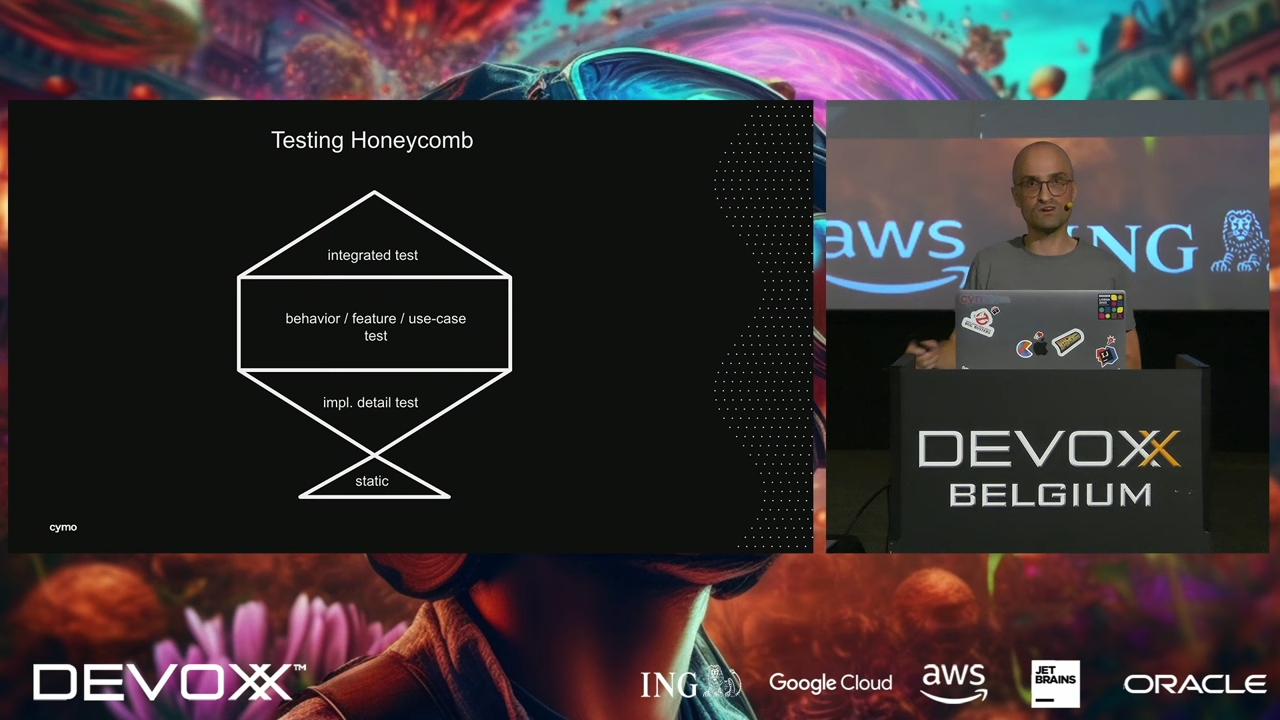 Testing Honeycomb
integrated test
behavior / feature / use-case
test
impl. detail test
static
cymo
aws
ING
DEVOXX
BELGIUM
DEVOXX™
ING
Google Cloud
aws
JET
BRAINS
ORACLE